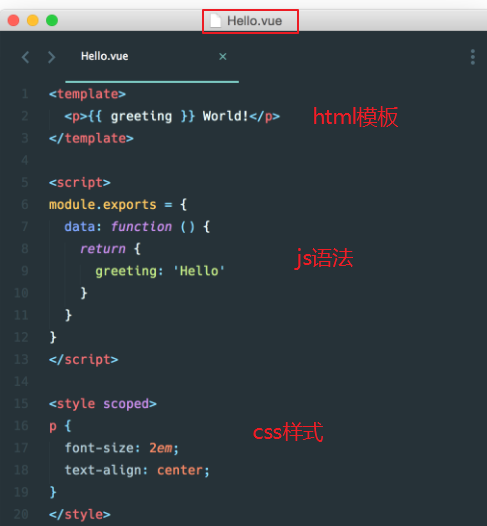 Hello.vue
Hello.vue ×
1 <template>
2 <p>{{ greeting }} World!</p> html模板
3 </template>
4
5 <script>
6 module.exports = {
7 data: function () {
8 return { js语法
9 greeting: 'Hello'
10 }
11 }
12 }
13 </script>
14
15 <style scoped>
16 p { css样式
17 font-size: 2em;
18 text-align: center;
19 }
20 </style>